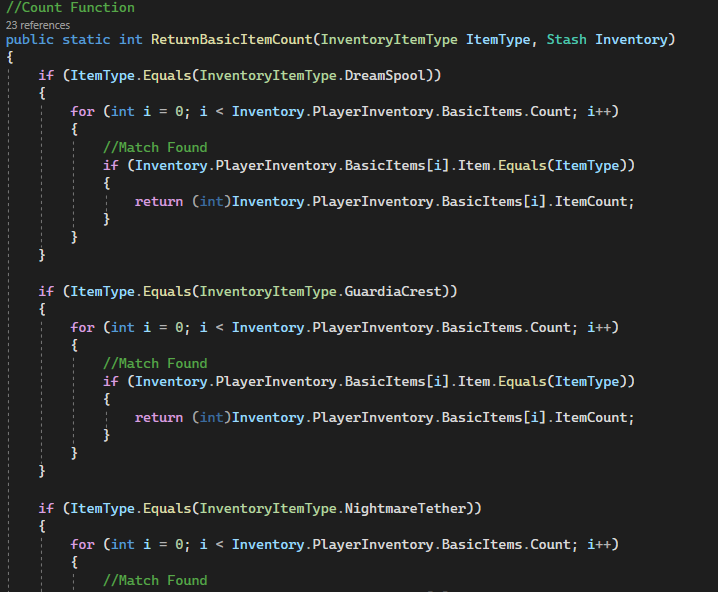 //Count Function
23 references
public static int ReturnBasicItemCount(InventoryItemType ItemType, Stash Inventory)
{
if (ItemType.Equals(InventoryItemType.DreamSpool))
{
for (int i = 0; i < Inventory.PlayerInventory.BasicItems.Count; i++)
{
//Match Found
if (Inventory.PlayerInventory.BasicItems[i].Item.Equals(ItemType))
{
return (int)Inventory.PlayerInventory.BasicItems[i].ItemCount;
}
}
}
if (ItemType.Equals(InventoryItemType.GuardiaCrest))
{
for (int i = 0; i < Inventory.PlayerInventory.BasicItems.Count; i++)
{
//Match Found
if (Inventory.PlayerInventory.BasicItems[i].Item.Equals(ItemType))
{
return (int)Inventory.PlayerInventory.BasicItems[i].ItemCount;
}
}
}
if (ItemType.Equals(InventoryItemType.NightmareTether))
{
for (int i = 0; i < Inventory.PlayerInventory.BasicItems.Count; i++)
{
//Match Found